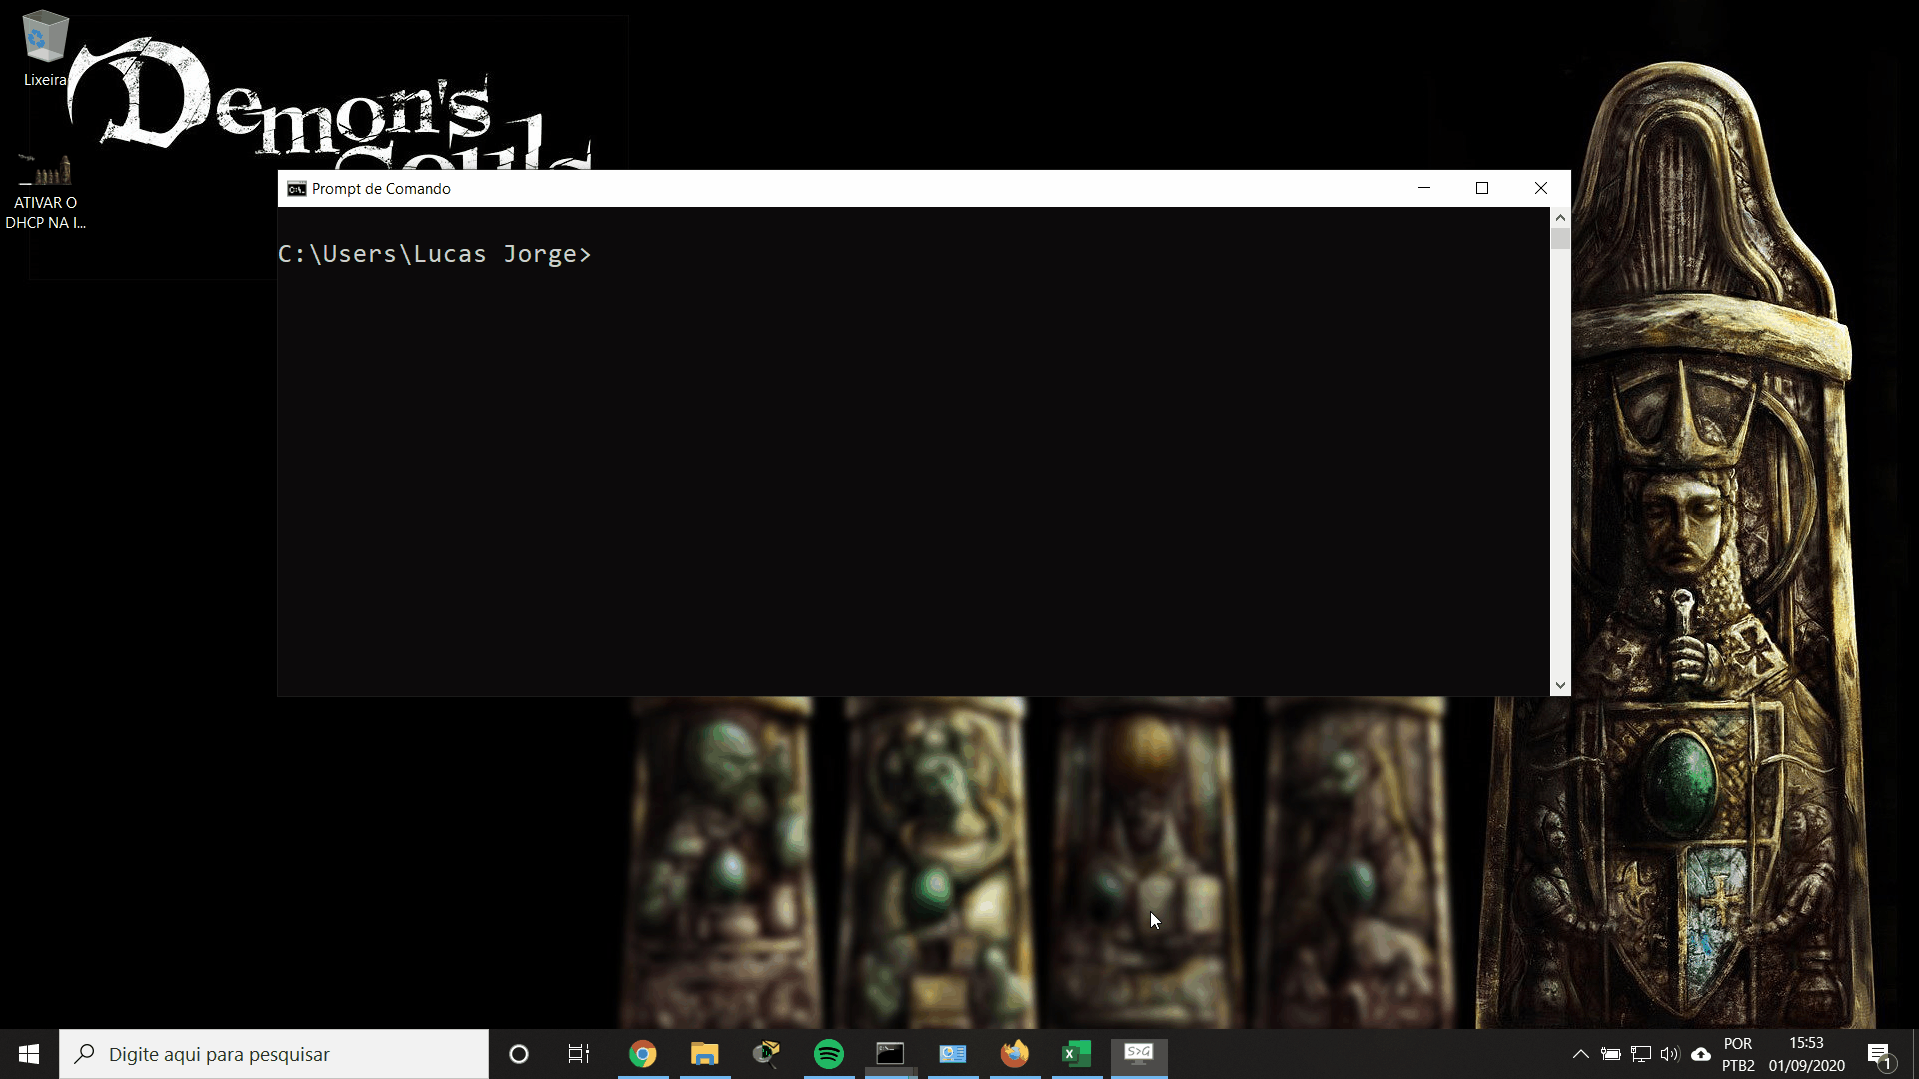 Lixeira
Demon's
Souls
ATIVAR O
DHCP NA I...
Prompt de Comando
C:\Users\Lucas Jorge>
Digite aqui para pesquisar
S>G
POR
PTB2
15:53
01/09/2020
1